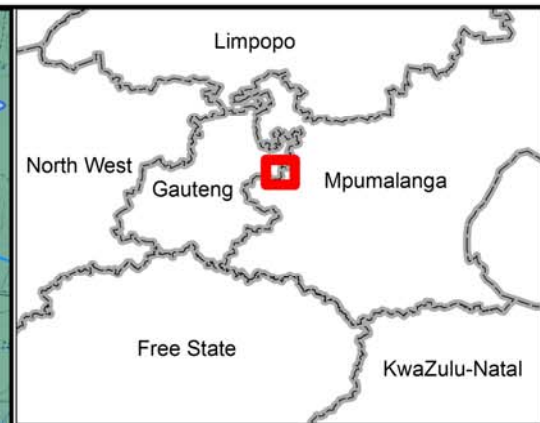 Limpopo
North West
Gauteng
Mpumalanga
Free State
KwaZulu-Natal